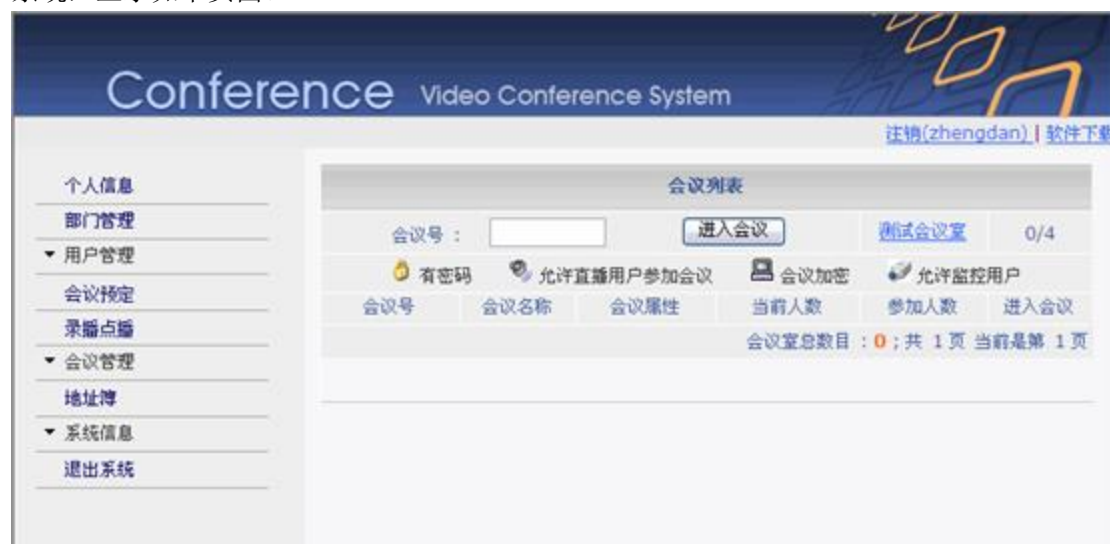 Conference Video Conference System
注销(zhengdan) | 软件下载
个人信息
部门管理
用户管理
会议预定
录播点播
会议管理
地址簿
系统信息
退出系统
会议列表
会议号 : 进入会议 测试会议室 0/4
有密码 允许直播用户参加会议 会议加密 允许监控用户
会议号 会议名称 会议属性 当前人数 参加人数 进入会议
会议室总数目 : 0 ; 共 1 页 当前是第 1 页